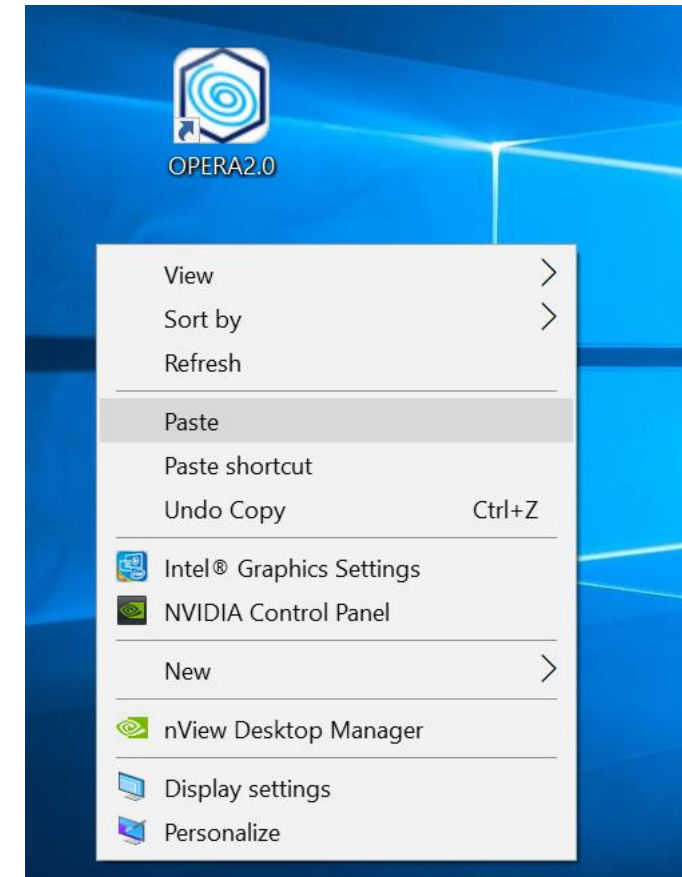 OPERA2.0
View
Sort by
Refresh
Paste
Paste shortcut
Undo Copy Ctrl+Z
Intel® Graphics Settings
NVIDIA Control Panel
New
nView Desktop Manager
Display settings
Personalize